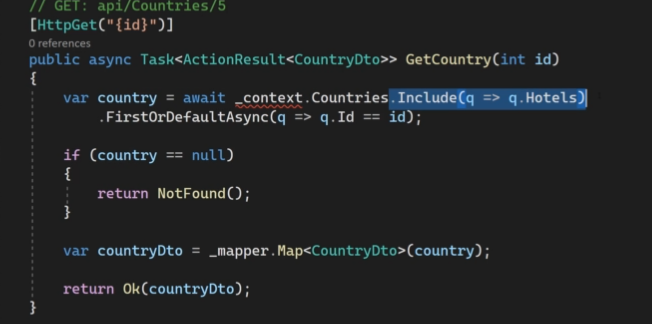 // GET: api/Countries/5
[HttpGet("{id}")]
0 references
public async Task<ActionResult<CountryDto>> GetCountry(int id)
{
var country = await _context.Countries.Include(q => q.Hotels)
.FirstOrDefaultAsync(q => q.Id == id);
if (country == null)
{
return NotFound();
}
var countryDto = _mapper.Map<CountryDto>(country);
return Ok(countryDto);
}